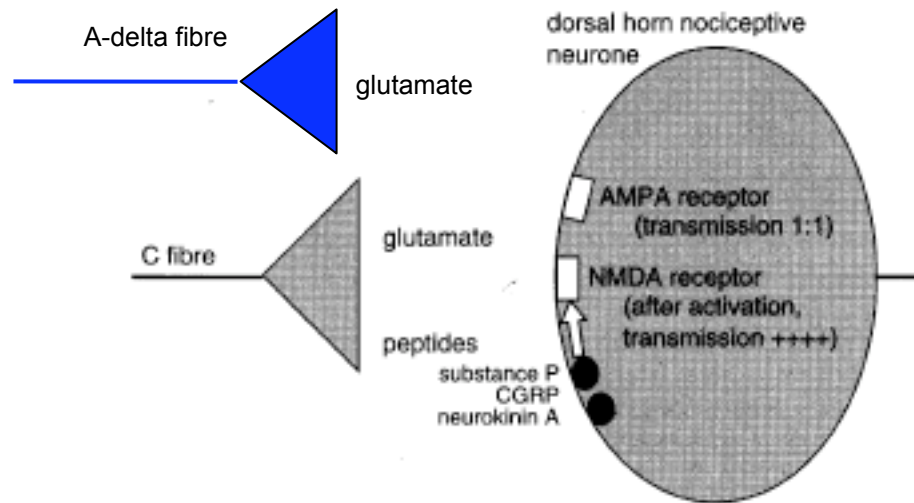 A-delta fibre
glutamate
dorsal horn nociceptive
neurone
AMPA receptor
(transmission 1:1)
C fibre
glutamate
peptides
NMDA receptor
(after activation,
transmission ++++)
substance P
CGRP
neurokinin A